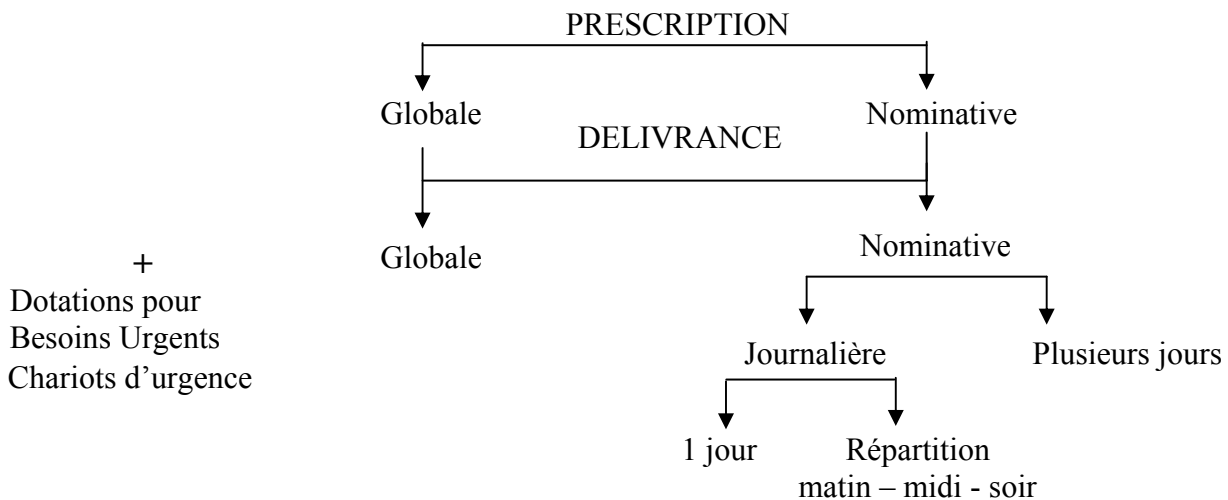 PRESCRIPTION
Globale Nominative
DELIVRANCE
Globale Nominative
+
Dotations pour
Besoins Urgents
Chariots d’urgence
Journalière Plusieurs jours
1 jour Répartition
matin – midi - soir